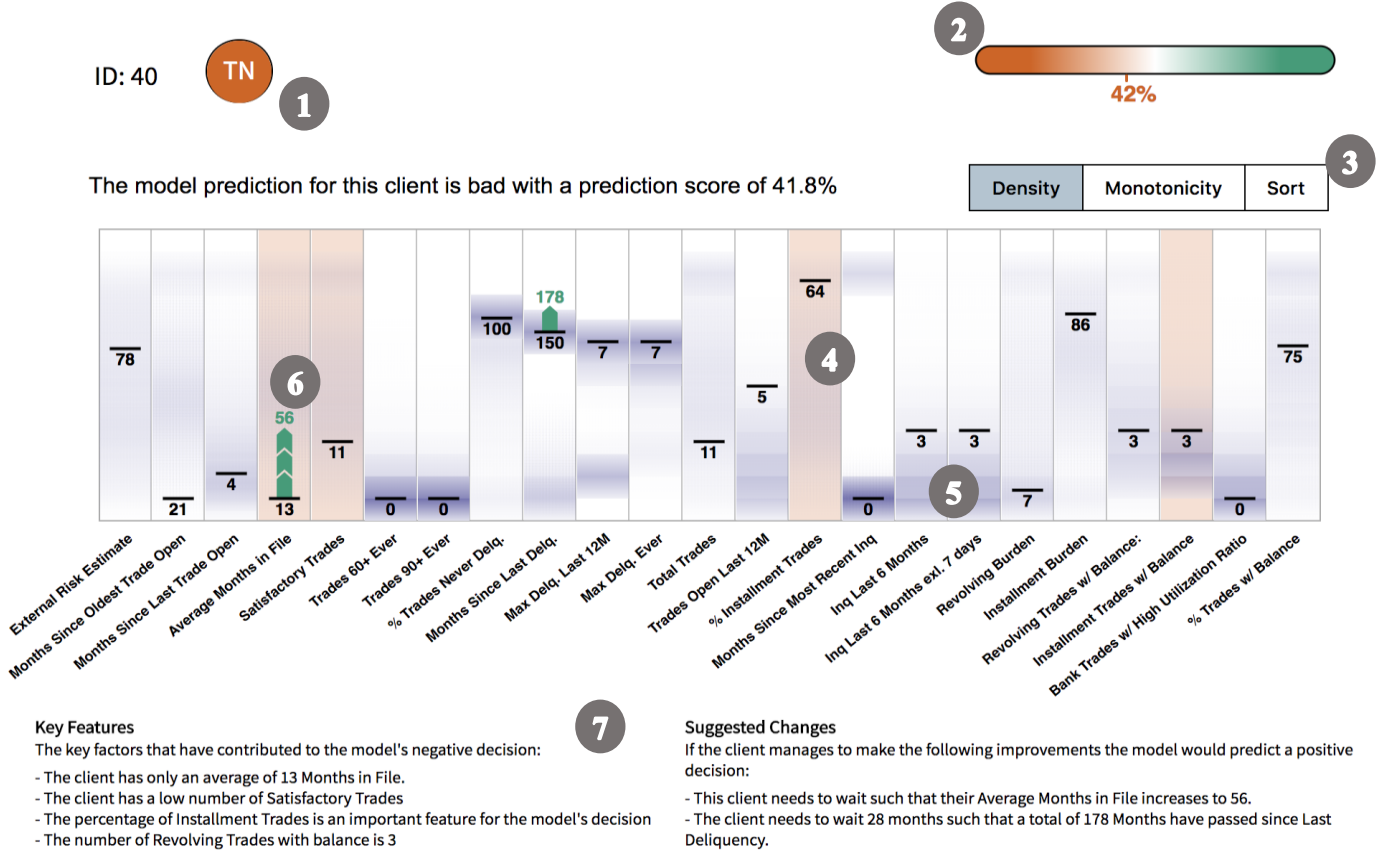 2
ID: 40
TN
1
42%
3
The model prediction for this client is bad with a prediction score of 41.8%
Density
Monotonicity
Sort
78
21
4
56
13
6
11
0
0
100
178
150
7
7
11
5
64
4
0
3
3
5
7
86
3
3
0
75
External Risk Estimate
Months Since Oldest Trade Open
Months Since Last Trade Open
Average Months in File
Satisfactory Trades
Trades 60+ Ever
Trades 90+ Ever
% Trades Never Delq.
Months Since Last Delq.
Max Delq. Last 12M
Max Delq. Ever
Total Trades
Trades Open Last 12M
% Installment Trades
Months Since Most Recent Inq
Inq Last 6 Months
Inq Last 6 Months exl. 7 days
Revolving Burden
Installment Burden
Revolving Trades w/ Balance:
Installment Trades w/ Balance
Bank Trades w/ High Utilization Ratio
% Trades w/ Balance
7
Key Features
The key factors that have contributed to the model's negative decision:
- The client has only an average of 13 Months in File.
- The client has a low number of Satisfactory Trades
- The percentage of Installment Trades is an important feature for the model's decision
- The number of Revolving Trades with balance is 3
Suggested Changes
If the client manages to make the following improvements the model would predict a positive
decision:
- This client needs to wait such that their Average Months in File increases to 56.
- The client needs to wait 28 months such that a total of 178 Months have passed since Last
Deliquency.